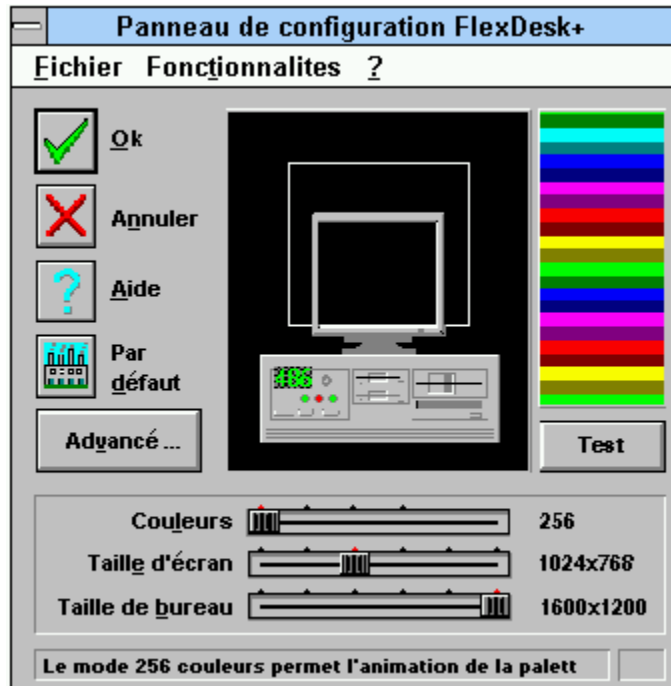 Panneau de configuration FlexDesk+
Fichier Fonctionnalites ?
Ok
Annuler
Aide
Par
défaut
Advancé ...
486
Test
Couleurs 256
Taille d'écran 1024x768
Taille de bureau 1600x1200
Le mode 256 couleurs permet l'animation de la palett